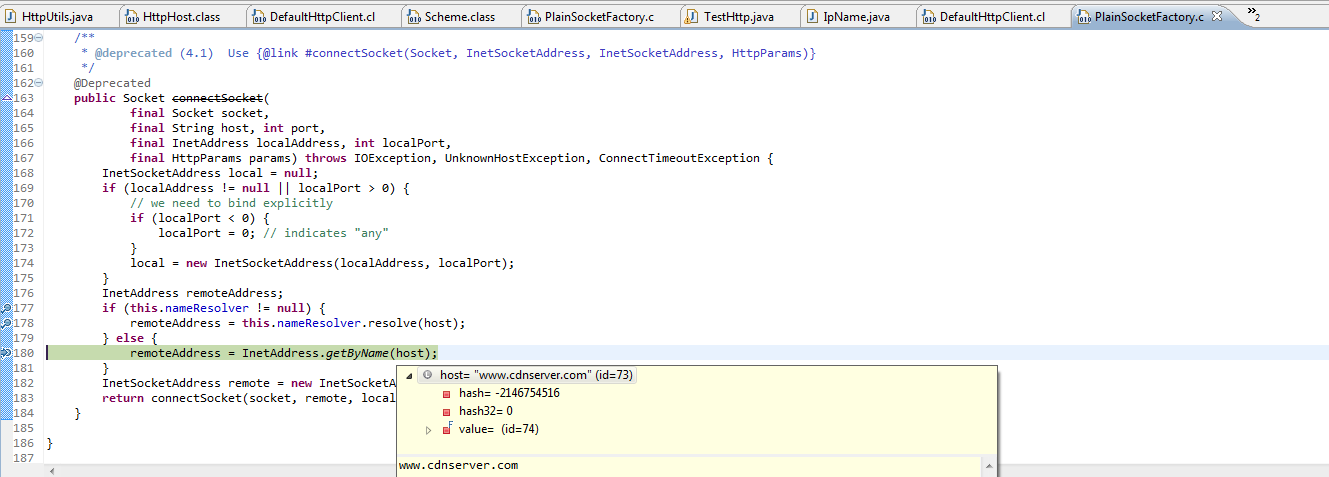 HttpUtils.java HttpHost.class DefaultHttpClient.cl Scheme.class PlainSocketFactory.c TestHttp.java IpName.java DefaultHttpClient.cl PlainSocketFactory.c »2
159 /**
160 * @deprecated (4.1)  Use {@link #connectSocket(Socket, InetSocketAddress, InetSocketAddress, HttpParams)}
161 */
162 @Deprecated
163 public Socket connectSocket(
164 final Socket socket,
165 final String host, int port,
166 final InetAddress localAddress, int localPort,
167 final HttpParams params) throws IOException, UnknownHostException, ConnectTimeoutException {
168 InetSocketAddress local = null;
169 if (localAddress != null || localPort > 0) {
170 // we need to bind explicitly
171 if (localPort < 0) {
172 localPort = 0; // indicates "any"
173 }
174 local = new InetSocketAddress(localAddress, localPort);
175 }
176 InetAddress remoteAddress;
177 if (this.nameResolver != null) {
178 remoteAddress = this.nameResolver.resolve(host);
179 } else {
180 remoteAddress = InetAddress.getByName(host);
181 }
182 InetSocketAddress remote = new InetSocketA
183 return connectSocket(socket, remote, local
184 }
185
186 }
187
host= "www.cdnserver.com" (id=73)
hash= -2146754516
hash32= 0
value= (id=74)
www.cdnserver.com